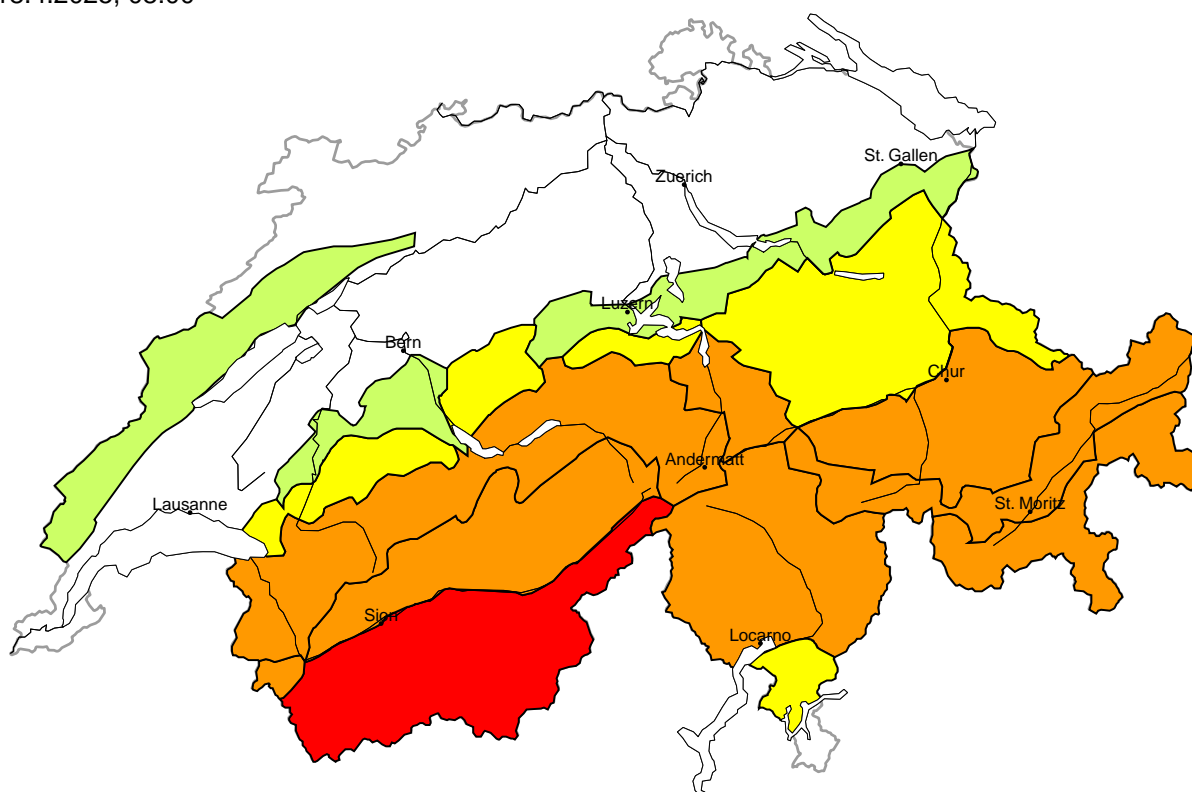 St. Gallen
Zuerich
Luzern
Bern
Chur
Andermatt
Lausanne
St. Moritz
Sion
Locarno